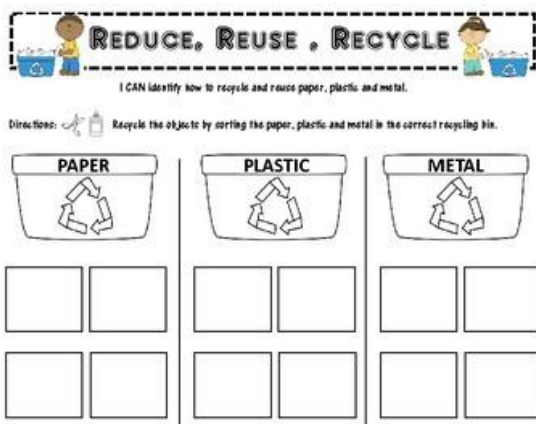 REDUCE, REUSE , RECYCLE
I CAN identify how to recycle and reuse paper, plastic and metal.
Directions: Recycle the objects by sorting the paper, plastic and metal in the correct recycling bin.
PAPER PLASTIC METAL